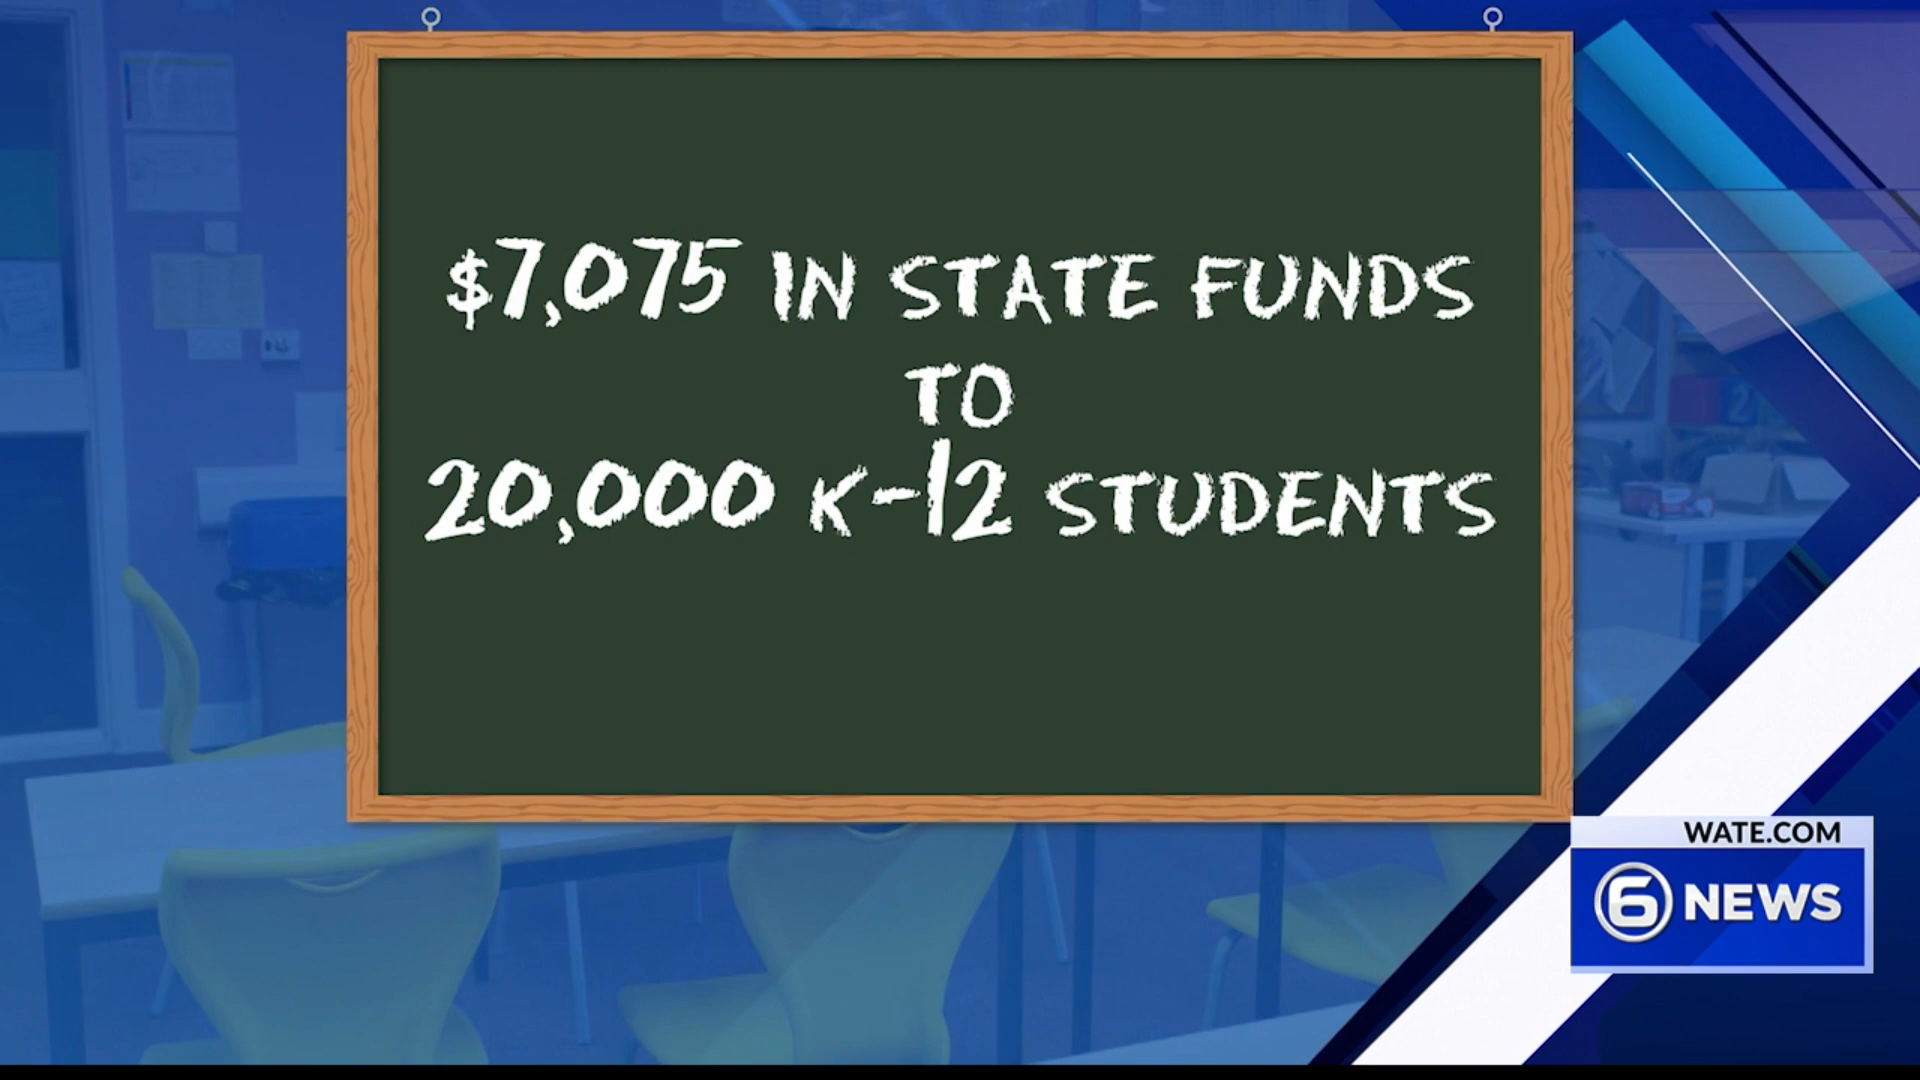 $7,075 IN STATE FUNDS
TO
20,000 K-12 STUDENTS
WATE.COM
6 NEWS